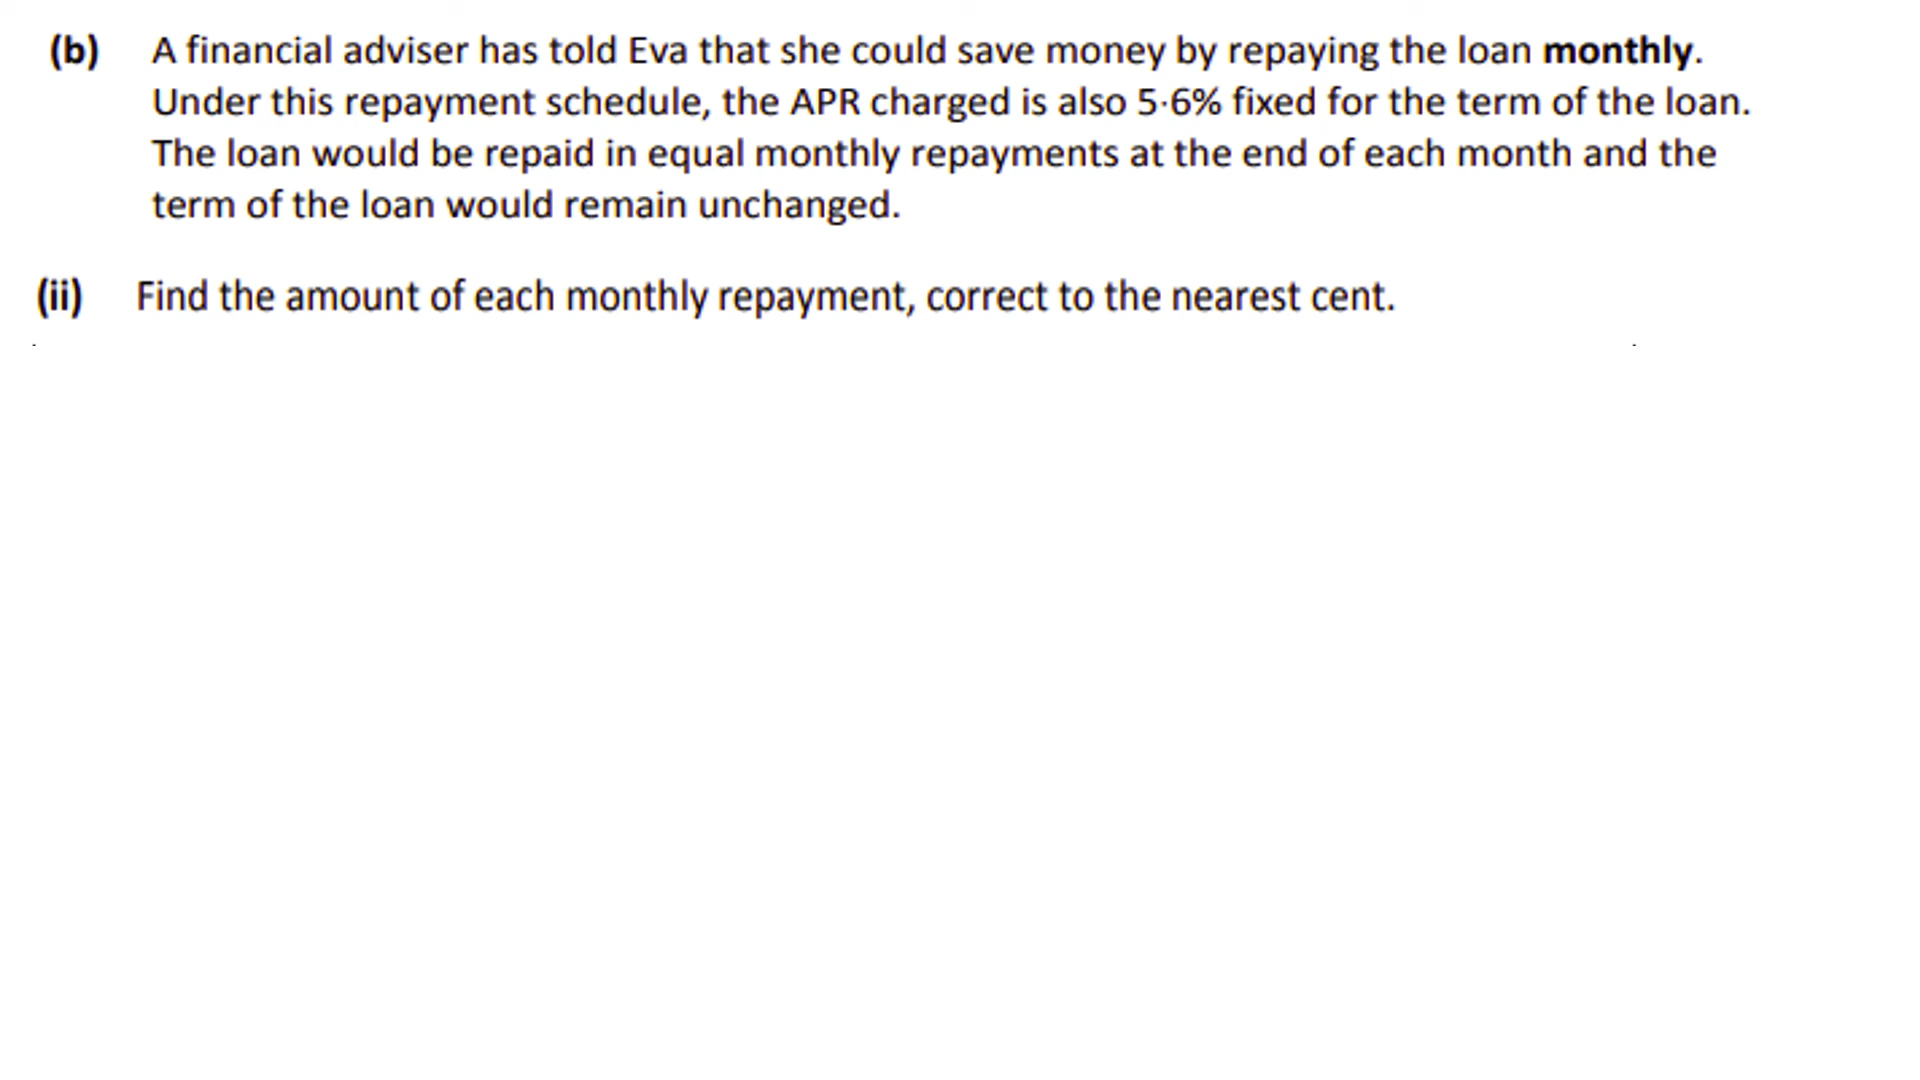 (b) A financial adviser has told Eva that she could save money by repaying the loan monthly.
Under this repayment schedule, the APR charged is also 5·6% fixed for the term of the loan.
The loan would be repaid in equal monthly repayments at the end of each month and the
term of the loan would remain unchanged.
(ii) Find the amount of each monthly repayment, correct to the nearest cent.